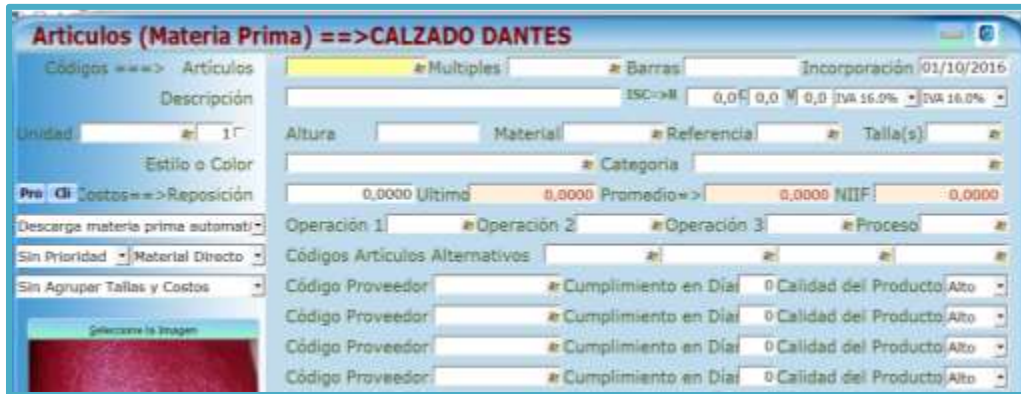 Articulos (Materia Prima) ==>CALZADO DANTES
Códigos ===> Artículos Multiples Barras Incorporación 01/10/2016
Descripción ISC=>N 0,0 C 0,0 V 0,0 IVA 16.0% IVA 16.0%
Unidad 1 Altura Material Referencia Talla(s)
Estilo o Color Categoria
Pro Cli Costos==>Reposición 0,0000 Ultimo 0,0000 Promedio=> 0,0000 NIIF 0,0000
Descarga materia prima automati Operación 1 Operación 2 Operación 3 Proceso
Sin Prioridad Material Directo Códigos Artículos Alternativos
Sin Agrupar Tallas y Costos Código Proveedor Cumplimiento en Día 0 Calidad del Producto Alto
Seleccione la Imagen Código Proveedor Cumplimiento en Día 0 Calidad del Producto Alto
Código Proveedor Cumplimiento en Día 0 Calidad del Producto Alto
Código Proveedor Cumplimiento en Día 0 Calidad del Producto Alto